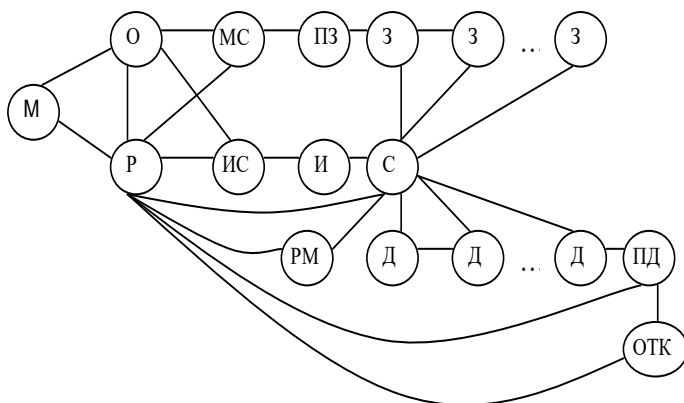 О МС ПЗ З З ... З
М
Р ИС И С
РМ Д Д ... Д ПД
ОТК